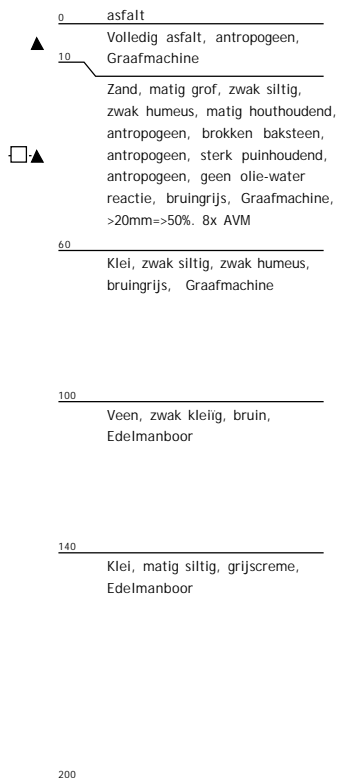 0 asfalt
Volledig asfalt, antropogeen,
10 Graafmachine
Zand, matig grof, zwak siltig,
zwak humeus, matig houthoudend,
antropogeen, brokken baksteen,
antropogeen, sterk puinhoudend,
antropogeen, geen olie-water
reactie, bruingrijs, Graafmachine,
>20mm=>50%. 8x AVM
60
Klei, zwak siltig, zwak humeus,
bruingrijs, Graafmachine
100
Veen, zwak kleiïg, bruin,
Edelmanboor
140
Klei, matig siltig, grijscreme,
Edelmanboor
200